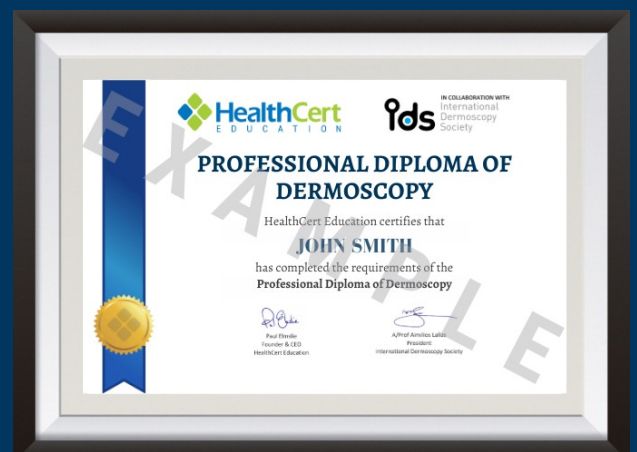 HealthCert
EDUCATION
ids
IN COLLABORATION WITH
International
Dermoscopy
Society
PROFESSIONAL DIPLOMA OF
DERMOSCOPY
HealthCert Education certifies that
JOHN SMITH
has completed the requirements of the
Professional Diploma of Dermoscopy
Paul Elmslie
Founder & CEO
HealthCert Education
A/Prof Aimilios Lallas
President
International Dermoscopy Society
EXAMPLE